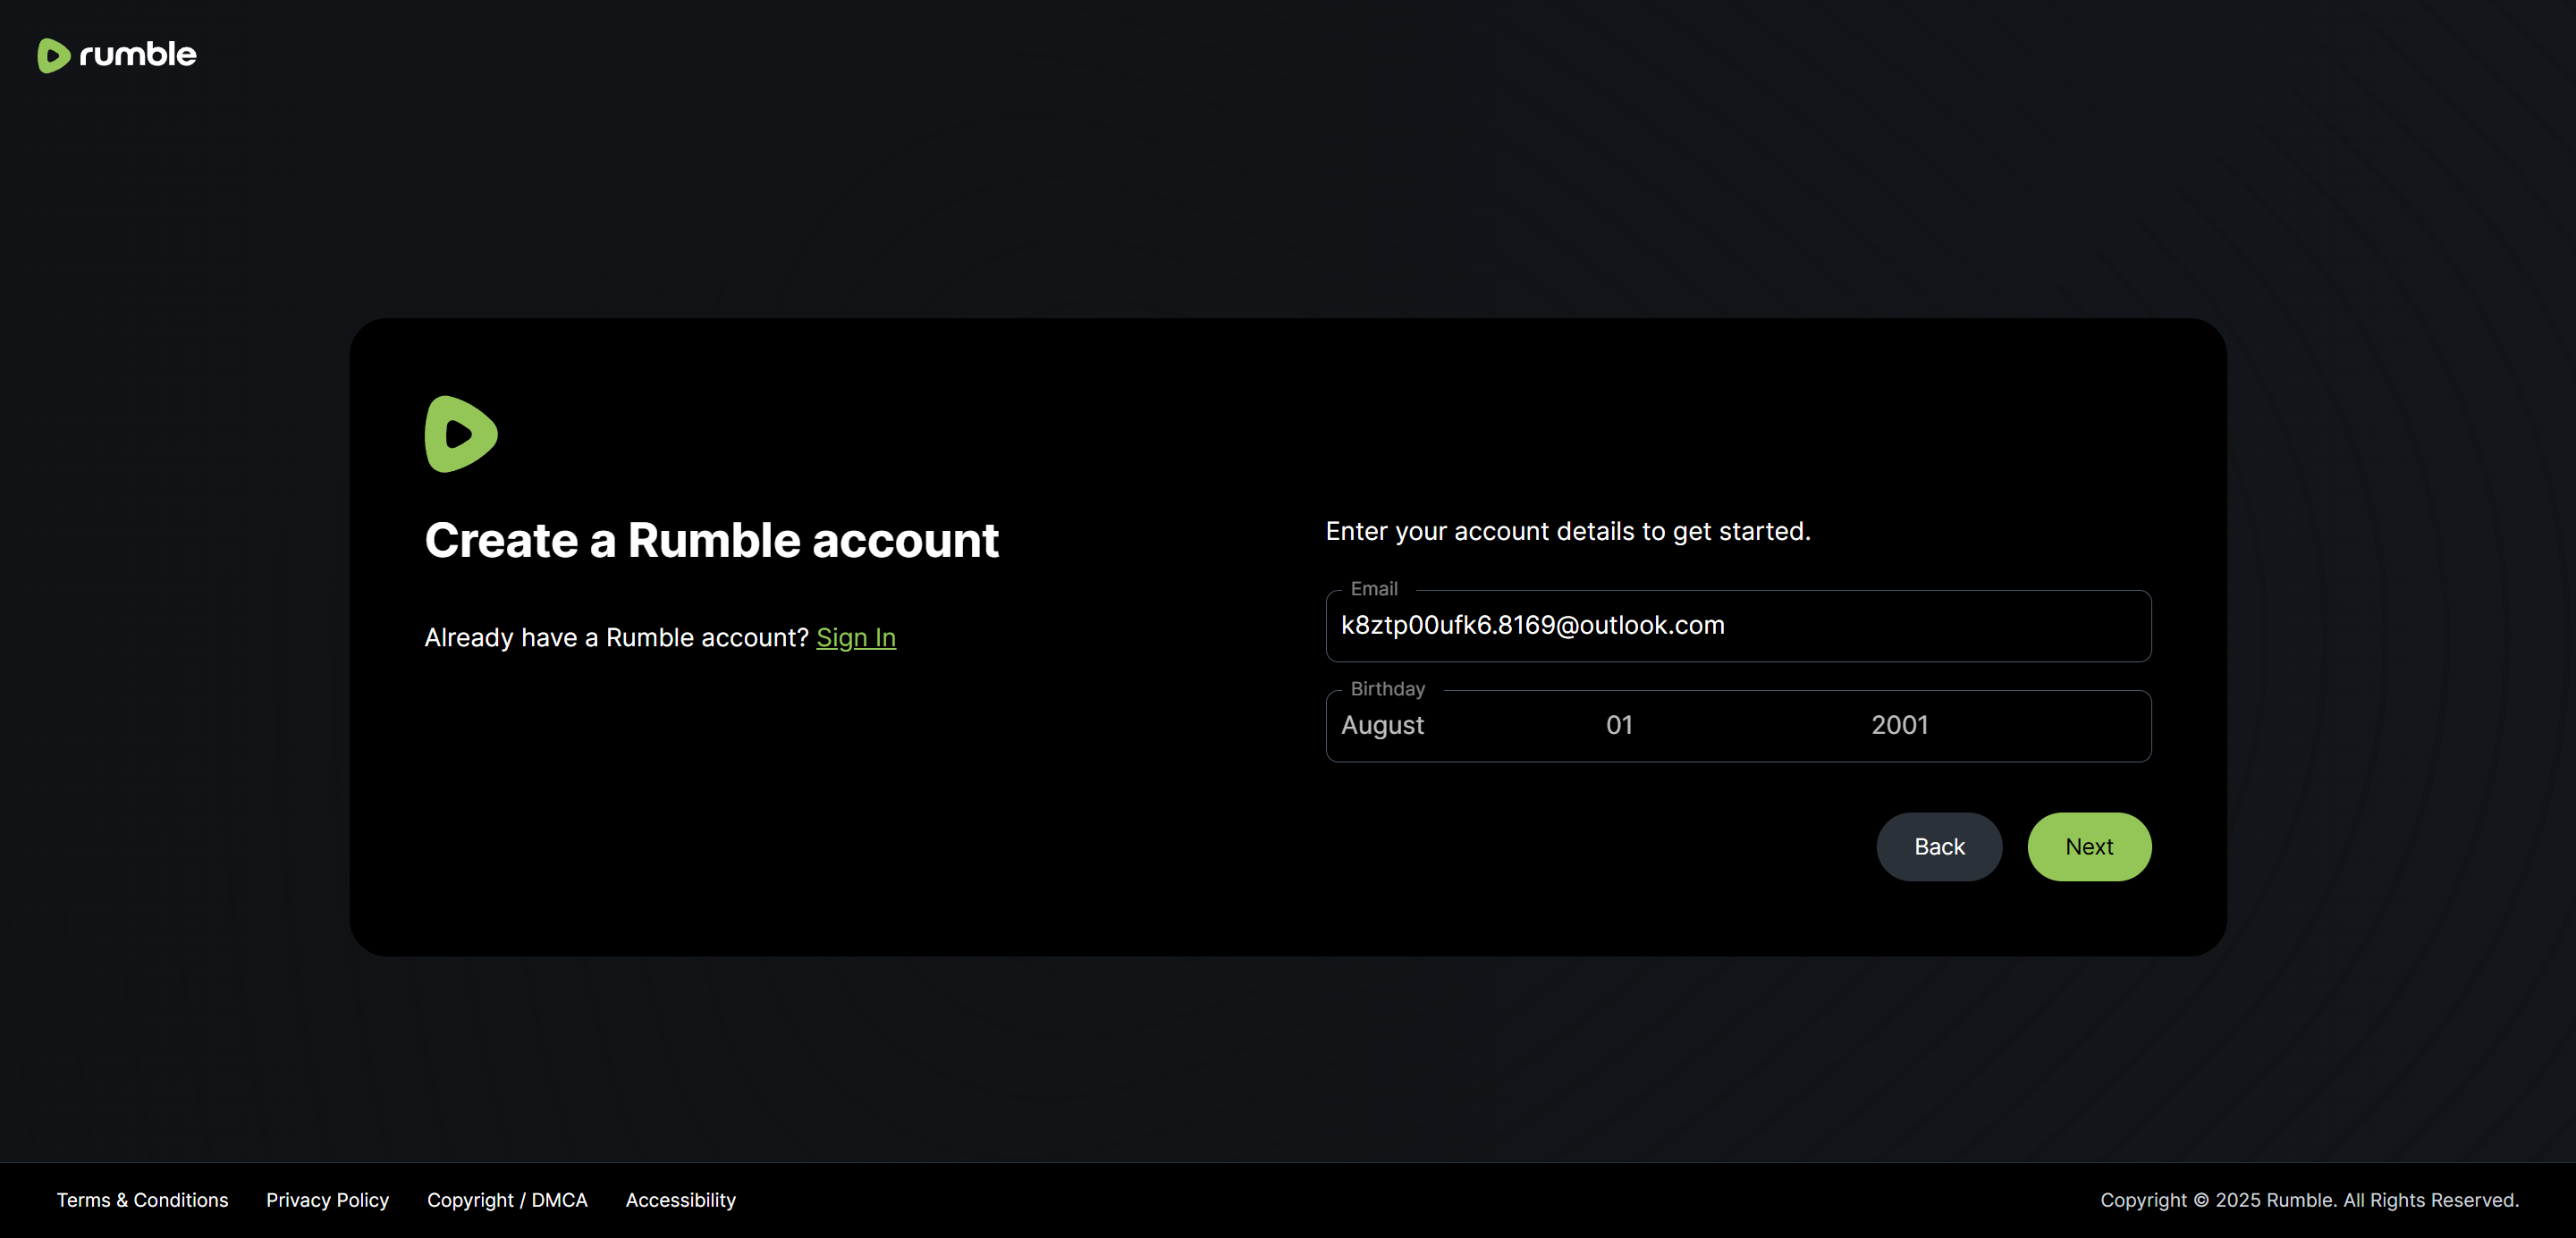 rumble
Create a Rumble account
Already have a Rumble account? Sign In
Enter your account details to get started.
Email
k8ztp00ufk6.8169@outlook.com
Birthday
August 01 2001
Back Next
Terms & Conditions Privacy Policy Copyright / DMCA Accessibility Copyright © 2025 Rumble. All Rights Reserved.